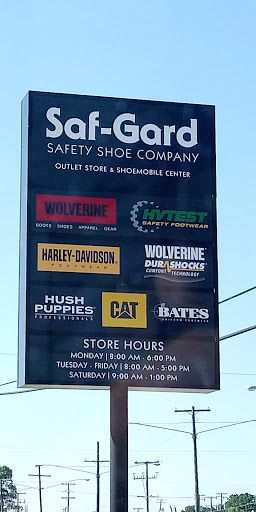 Saf-Gard
SAFETY SHOE COMPANY
OUTLET STORE & SHOEMOBILE CENTER
WOLVERINE
BOOTS SHOES APPAREL GEAR
HYTEST
SAFETY FOOTWEAR
HARLEY-DAVIDSON
FOOTWEAR
WOLVERINE
DURASHOCKS
COMFORT TECHNOLOGY
HUSH
PUPPIES
PROFESSIONALS
CAT
BATES
UNIFORM FOOTWEAR
STORE HOURS
MONDAY | 8:00 AM - 6:00 PM
TUESDAY - FRIDAY | 8:00 AM - 5:00 PM
SATURDAY | 9:00 AM - 1:00 PM